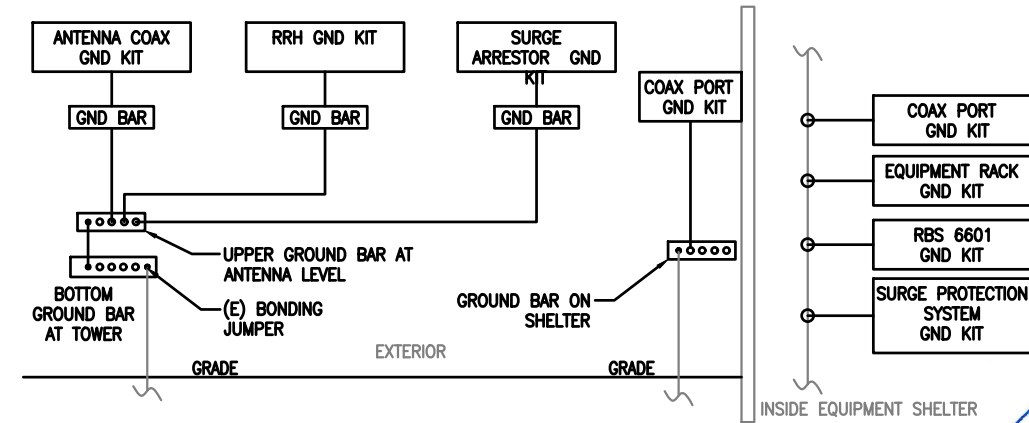 ANTENNA COAX
GND KIT
RRH GND KIT
SURGE
ARRESTOR GND
KIT
COAX PORT
GND KIT
GND BAR
GND BAR
GND BAR
UPPER GROUND BAR AT
ANTENNA LEVEL
BOTTOM
GROUND BAR
AT TOWER
(E) BONDING
JUMPER
GROUND BAR ON
SHELTER
EXTERIOR
GRADE
GRADE
COAX PORT
GND KIT
EQUIPMENT RACK
GND KIT
RBS 6601
GND KIT
SURGE PROTECTION
SYSTEM
GND KIT
INSIDE EQUIPMENT SHELTER